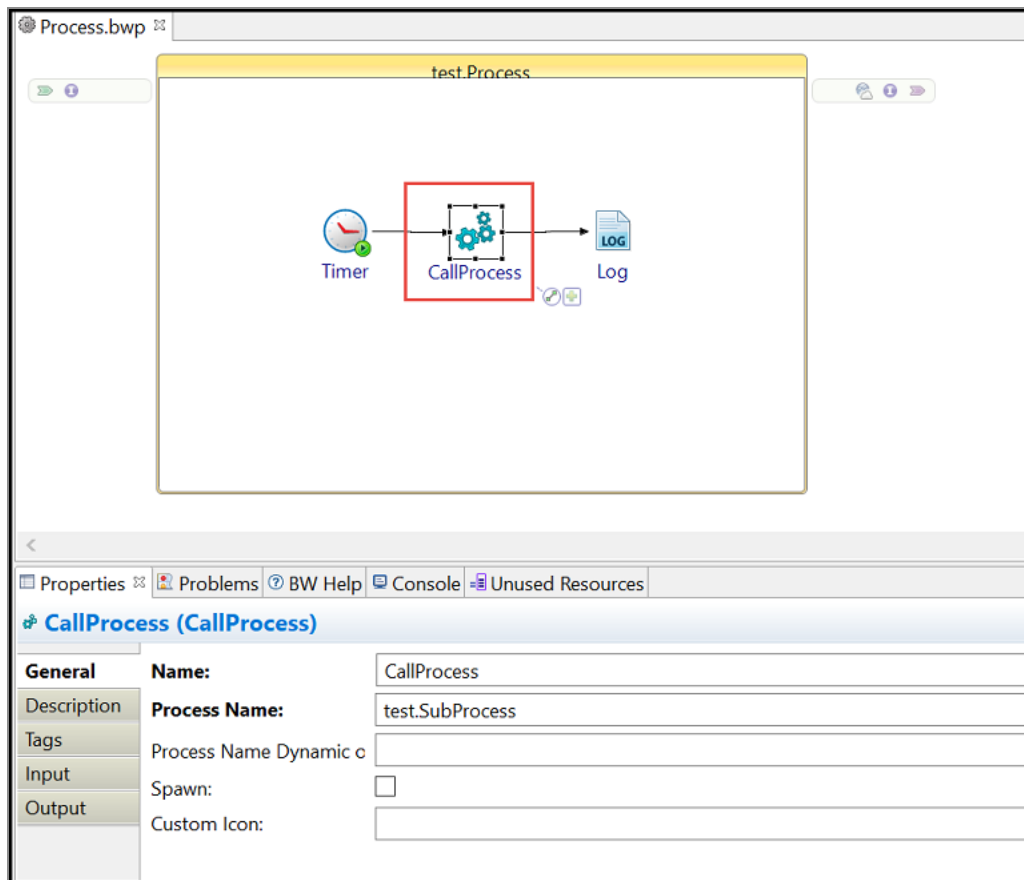 Process.bwp
test.Process
Timer
CallProcess
LOG
Log
Properties Problems BW Help Console Unused Resources
CallProcess (CallProcess)
General
Description
Tags
Input
Output
Name: CallProcess
Process Name: test.SubProcess
Process Name Dynamic o
Spawn:
Custom Icon: